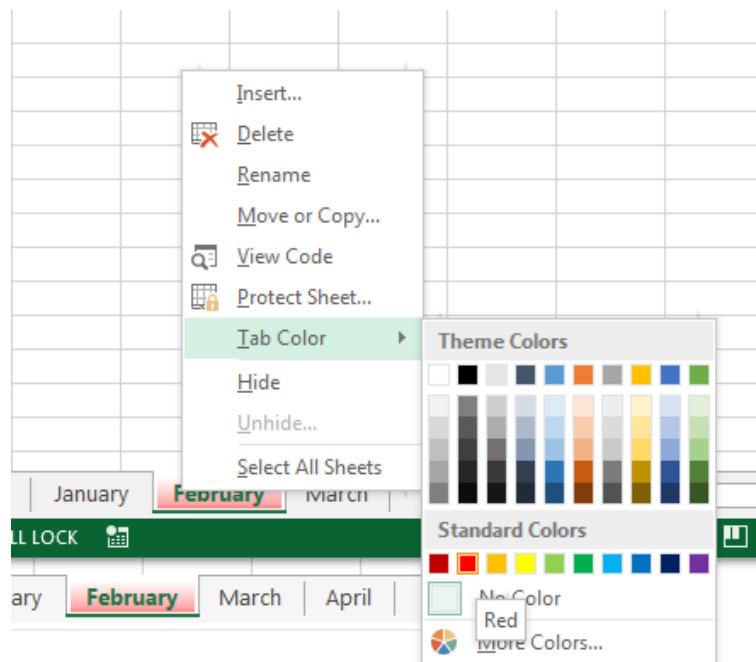 Insert...
Delete
Rename
Move or Copy...
View Code
Protect Sheet...
Tab Color
Theme Colors
Hide
Unhide...
Select All Sheets
January February March
Standard Colors
LL LOCK
No Color
ary February March April
Red
More Colors...